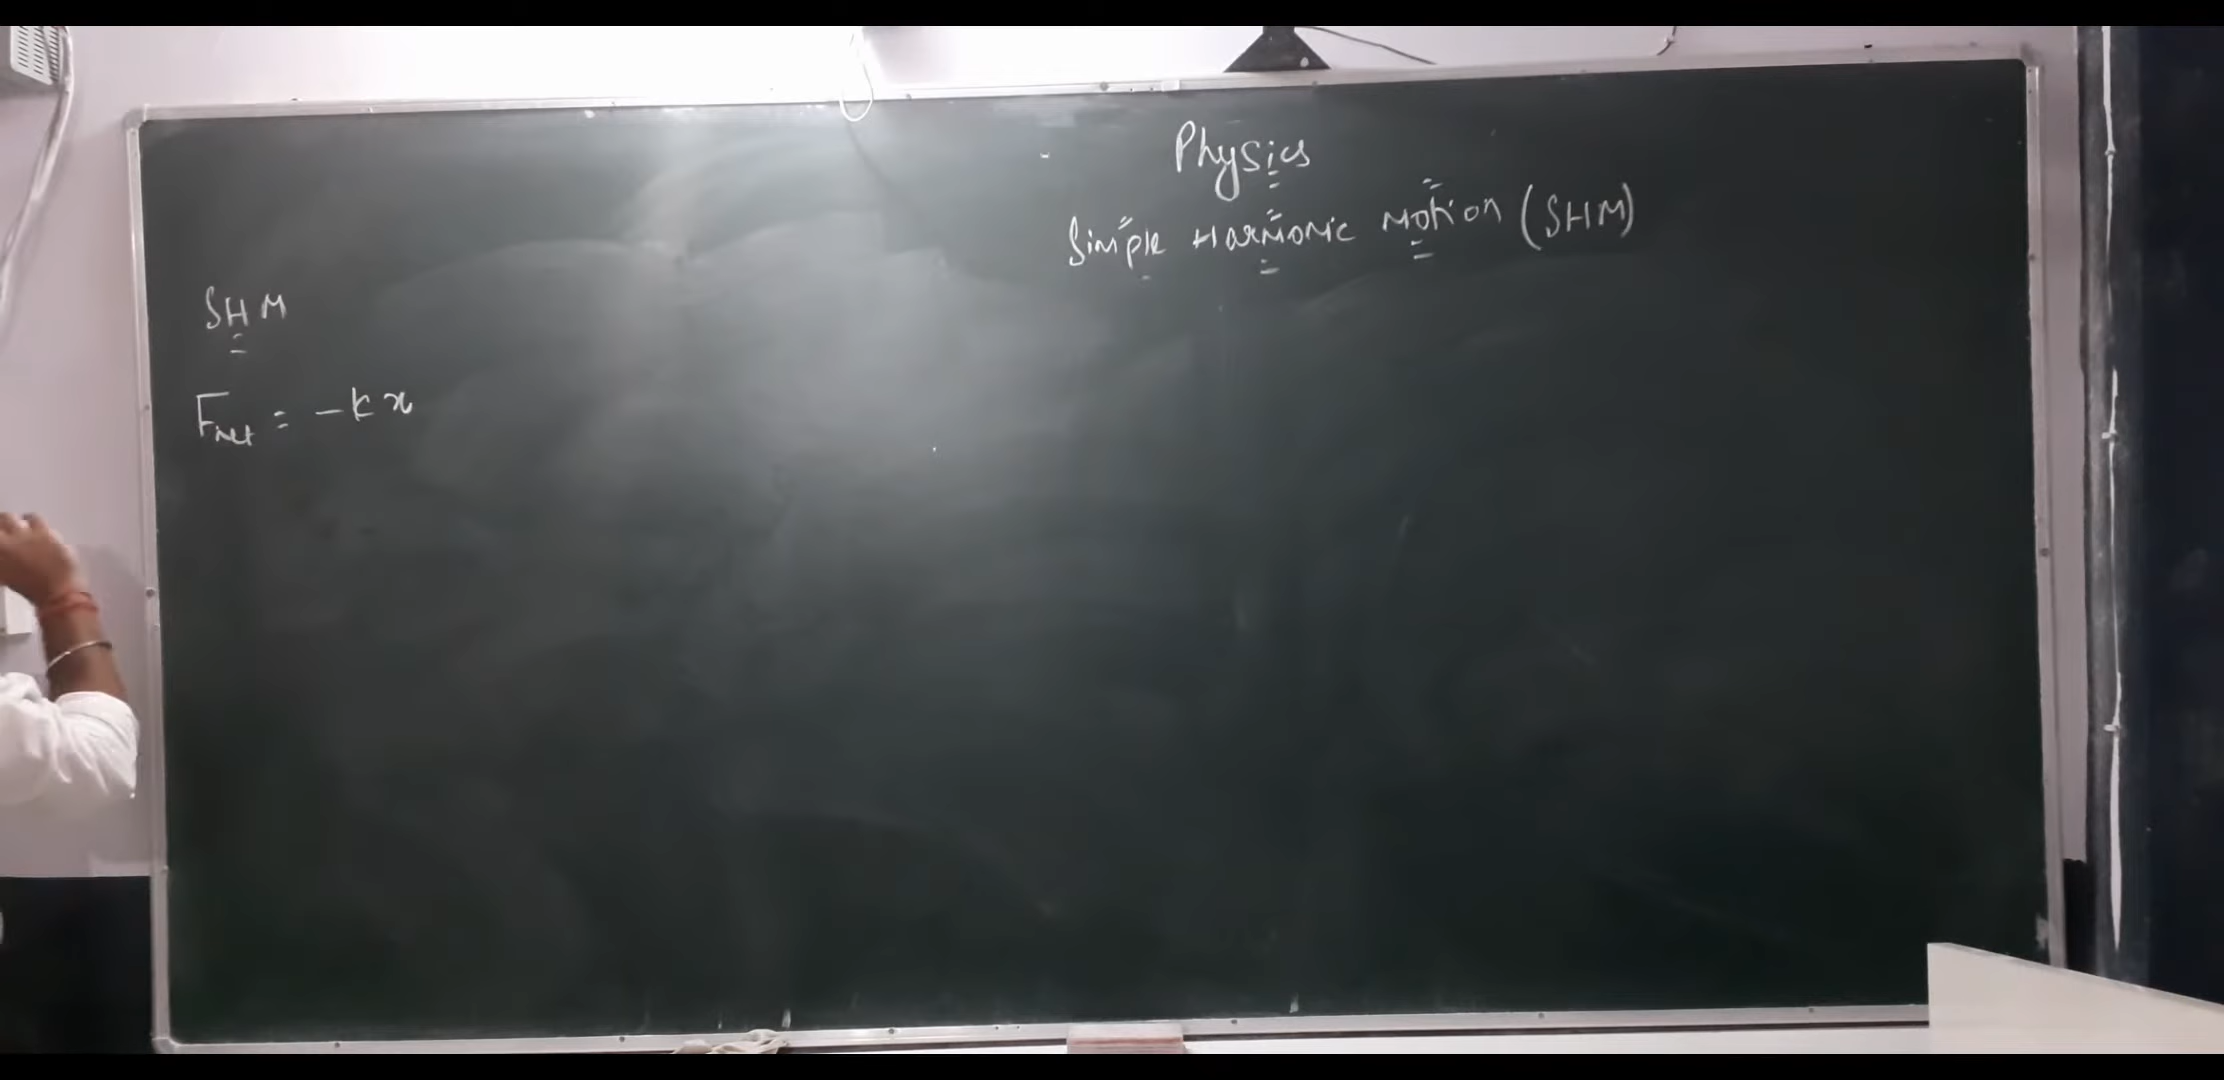 Physics
Simple Harmonic Motion (SHM)
SHM
Fnet = -kx